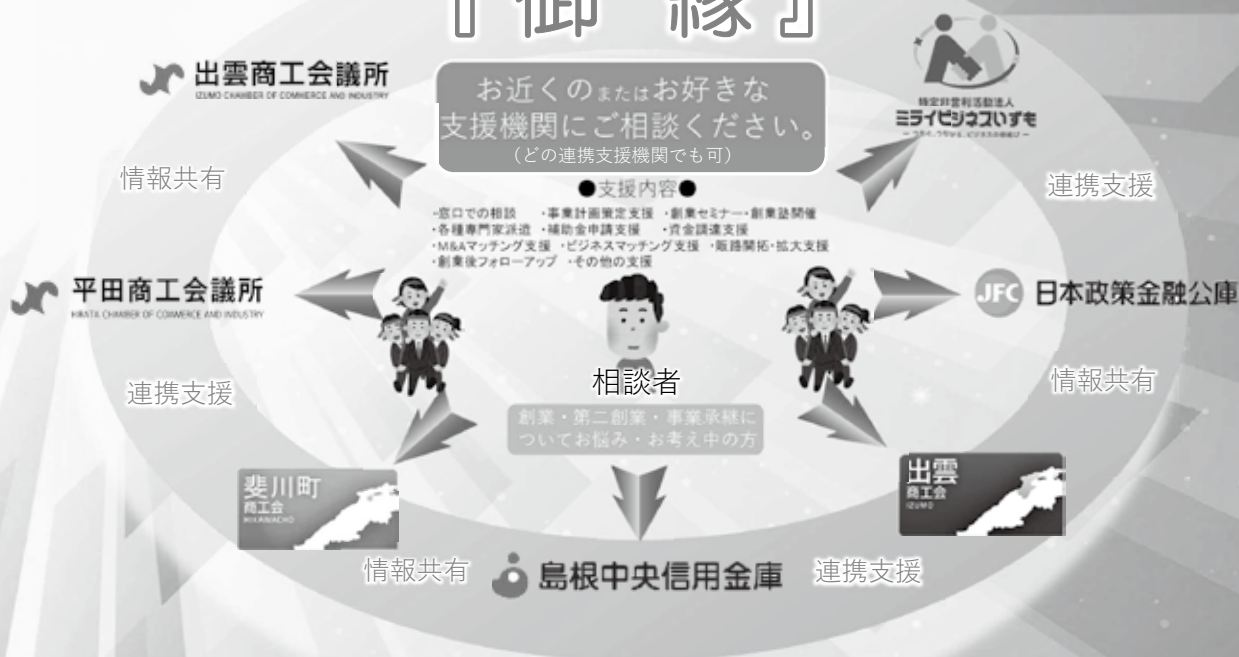 『御 縁』
出雲商工会議所
IZUMO CHAMBER OF COMMERCE AND INDUSTRY
お近くのまたはお好きな
支援機関にご相談ください。
(どの連携支援機関でも可)
特定非営利活動法人
ミライビジネスいずも
情報共有
連携支援
●支援内容●
・窓口での相談 ・事業計画策定支援 ・創業セミナー・創業塾開催
・各種専門家派遣 ・補助金申請支援 ・資金調達支援
・M&Aマッチング支援 ・ビジネスマッチング支援 ・販路開拓・拡大支援
・創業後フォローアップ ・その他の支援
平田商工会議所
HIRATA CHAMBER OF COMMERCE AND INDUSTRY
JFC 日本政策金融公庫
相談者
連携支援
情報共有
創業・第二創業・事業承継に
ついてお悩み・お考え中の方
斐川町
商工会
HIKAWACHO
出雲
商工会
IZUMO
情報共有
島根中央信用金庫
連携支援